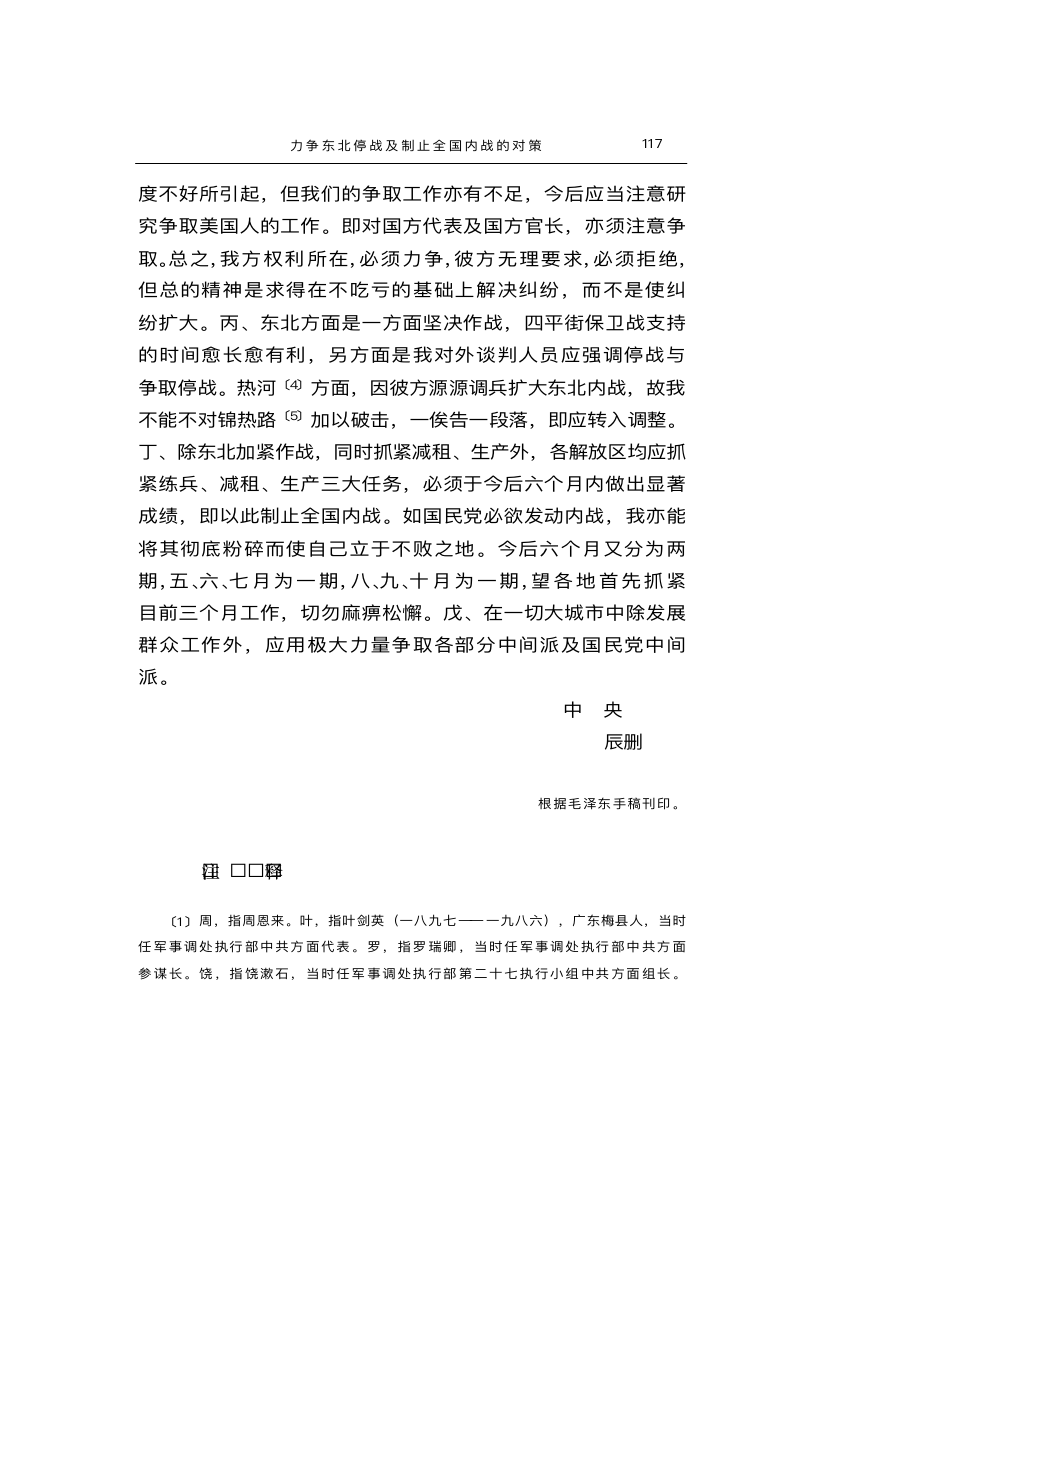 力争东北停战及制止全国内战的对策 117
度不好所引起，但我们的争取工作亦有不足，今后应当注意研
究争取美国人的工作。即对国方代表及国方官长，亦须注意争
取。总之，我方权利所在，必须力争，彼方无理要求，必须拒绝，
但总的精神是求得在不吃亏的基础上解决纠纷，而不是使纠
纷扩大。丙、东北方面是一方面坚决作战，四平街保卫战支持
的时间愈长愈有利，另方面是我对外谈判人员应强调停战与
争取停战。热河〔4〕方面，因彼方源源调兵扩大东北内战，故我
不能不对锦热路〔5〕加以破击，一俟告一段落，即应转入调整。
丁、除东北加紧作战，同时抓紧减租、生产外，各解放区均应抓
紧练兵、减租、生产三大任务，必须于今后六个月内做出显著
成绩，即以此制止全国内战。如国民党必欲发动内战，我亦能
将其彻底粉碎而使自己立于不败之地。今后六个月又分为两
期，五、六、七月为一期，八、九、十月为一期，望各地首先抓紧
目前三个月工作，切勿麻痹松懈。戊、在一切大城市中除发展
群众工作外，应用极大力量争取各部分中间派及国民党中间
派。
中　央
辰删
根据毛泽东手稿刊印。
注 □□释
〔1〕周，指周恩来。叶，指叶剑英（一八九七——一九八六），广东梅县人，当时
任军事调处执行部中共方面代表。罗，指罗瑞卿，当时任军事调处执行部中共方面
参谋长。饶，指饶漱石，当时任军事调处执行部第二十七执行小组中共方面组长。